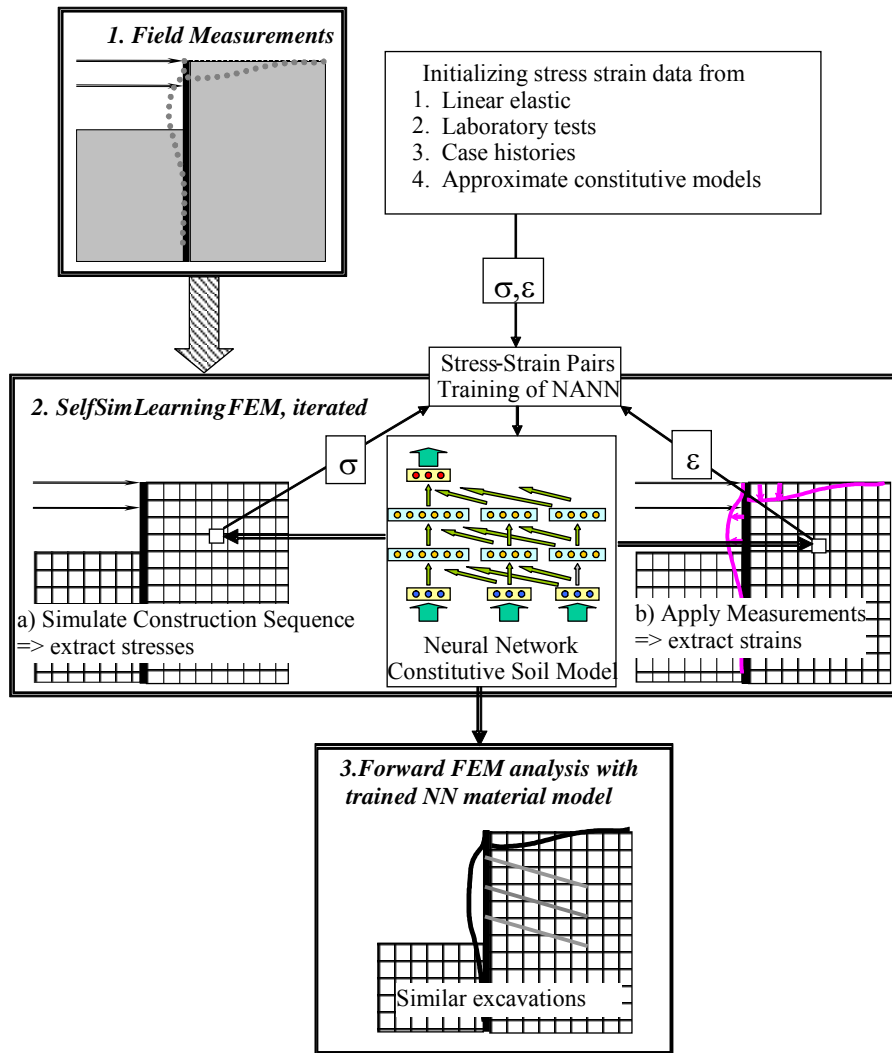 1. Field Measurements
Initializing stress strain data from
1. Linear elastic
2. Laboratory tests
3. Case histories
4. Approximate constitutive models
σ,ε
Stress-Strain Pairs
Training of NANN
2. SelfSimLearningFEM, iterated
σ
ε
a) Simulate Construction Sequence
=> extract stresses
Neural Network
Constitutive Soil Model
b) Apply Measurements
=> extract strains
3.Forward FEM analysis with
trained NN material model
Similar excavations